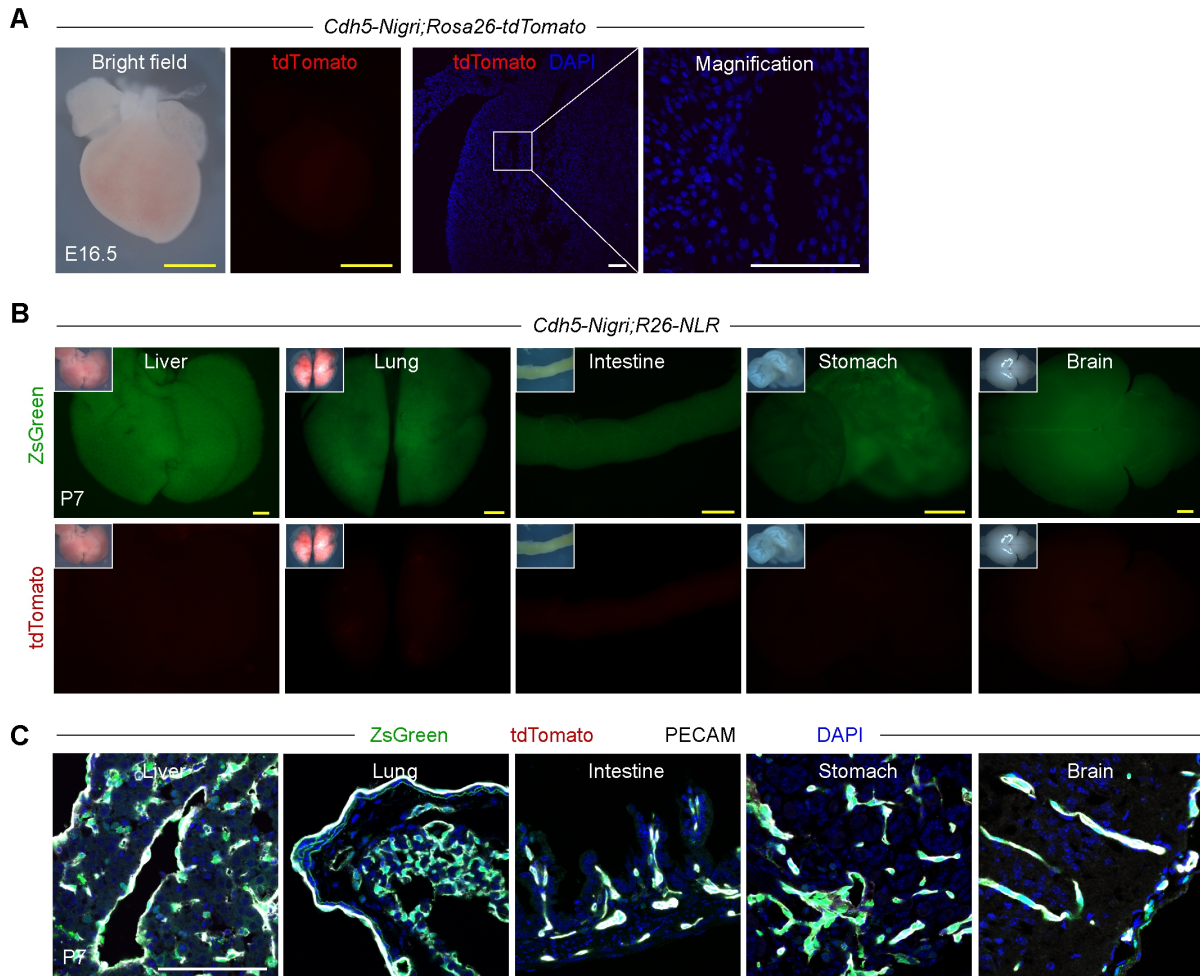 A
Cdh5-Nigri;Rosa26-tdTomato
Bright field
tdTomato
tdTomato DAPI
Magnification
E16.5
B
Cdh5-Nigri;R26-NLR
Liver
Lung
Intestine
Stomach
Brain
ZsGreen
P7
tdTomato
C
ZsGreen tdTomato PECAM DAPI
Liver
Lung
Intestine
Stomach
Brain
P7